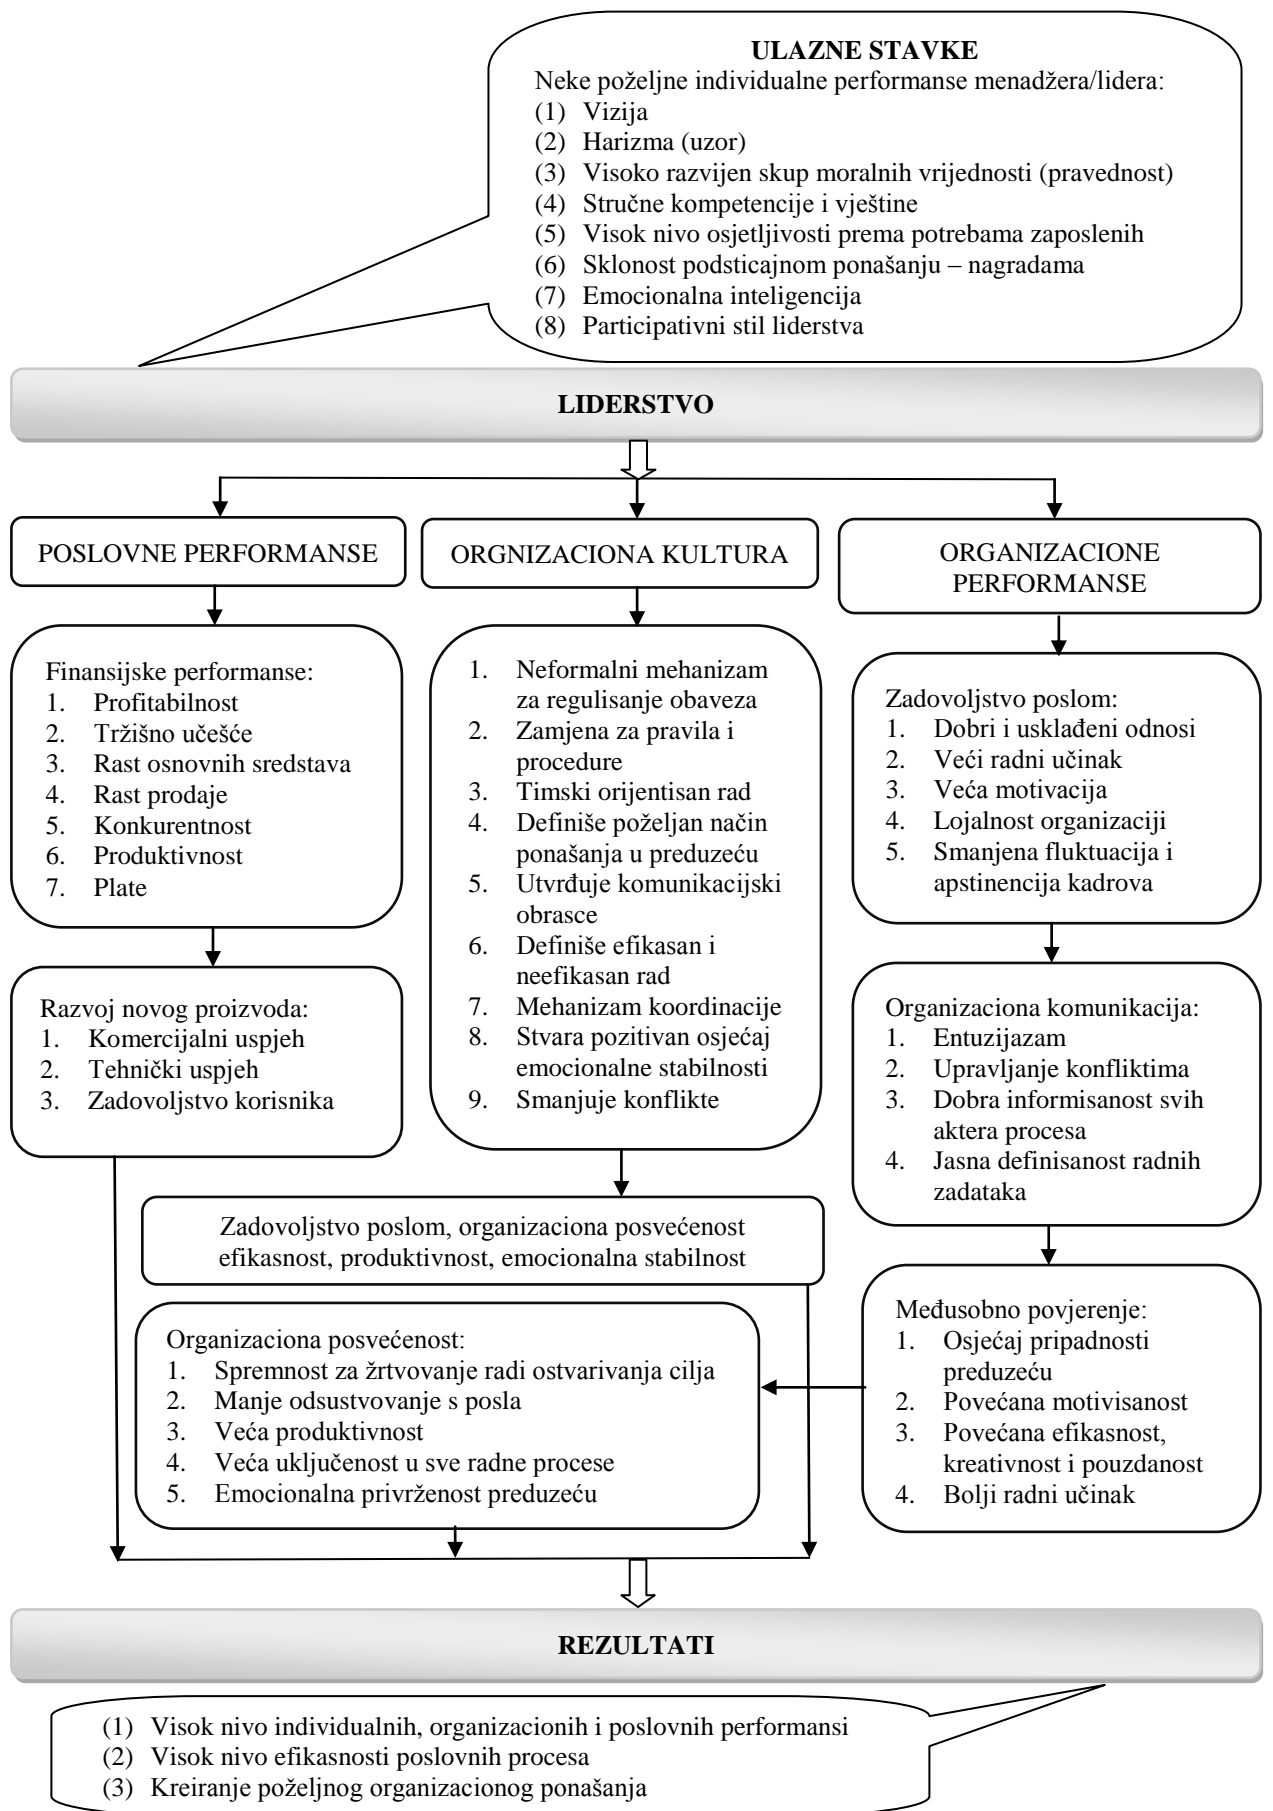 ULAZNE STAVKE
Neke poželjne individualne performanse menadžera/lidera:
(1) Vizija
(2) Harizma (uzor)
(3) Visoko razvijen skup moralnih vrijednosti (pravednost)
(4) Stručne kompetencije i vještine
(5) Visok nivo osjetljivosti prema potrebama zaposlenih
(6) Sklonost podsticajnom ponašanju – nagradama
(7) Emocionalna inteligencija
(8) Participativni stil liderstva
LIDERSTVO
POSLOVNE PERFORMANSE
Finansijske performanse:
1. Profitabilnost
2. Tržišno učešće
3. Rast osnovnih sredstava
4. Rast prodaje
5. Konkurentnost
6. Produktivnost
7. Plate
Razvoj novog proizvoda:
1. Komercijalni uspjeh
2. Tehnički uspjeh
3. Zadovoljstvo korisnika
ORGNIZACIONA KULTURA
1. Neformalni mehanizam
za regulisanje obaveza
2. Zamjena za pravila i
procedure
3. Timski orijentisan rad
4. Definiše poželjan način
ponašanja u preduzeću
5. Utvrđuje komunikacijski
obrasce
6. Definiše efikasan i
neefikasan rad
7. Mehanizam koordinacije
8. Stvara pozitivan osjećaj
emocionalne stabilnosti
9. Smanjuje konflikte
Zadovoljstvo poslom, organizaciona posvećenost
efikasnost, produktivnost, emocionalna stabilnost
ORGANIZACIONE
PERFORMANSE
Zadovoljstvo poslom:
1. Dobri i usklađeni odnosi
2. Veći radni učinak
3. Veća motivacija
4. Lojalnost organizaciji
5. Smanjena fluktuacija i
apstinencija kadrova
Organizaciona komunikacija:
1. Entuzijazam
2. Upravljanje konfliktima
3. Dobra informisanost svih
aktera procesa
4. Jasna definisanost radnih
zadataka
Međusobno povjerenje:
1. Osjećaj pripadnosti
preduzeću
2. Povećana motivisanost
3. Povećana efikasnost,
kreativnost i pouzdanost
4. Bolji radni učinak
Organizaciona posvećenost:
1. Spremnost za žrtvovanje radi ostvarivanja cilja
2. Manje odsustvovanje s posla
3. Veća produktivnost
4. Veća uključenost u sve radne procese
5. Emocionalna privrženost preduzeću
REZULTATI
(1) Visok nivo individualnih, organizacionih i poslovnih performansi
(2) Visok nivo efikasnosti poslovnih procesa
(3) Kreiranje poželjnog organizacionog ponašanja